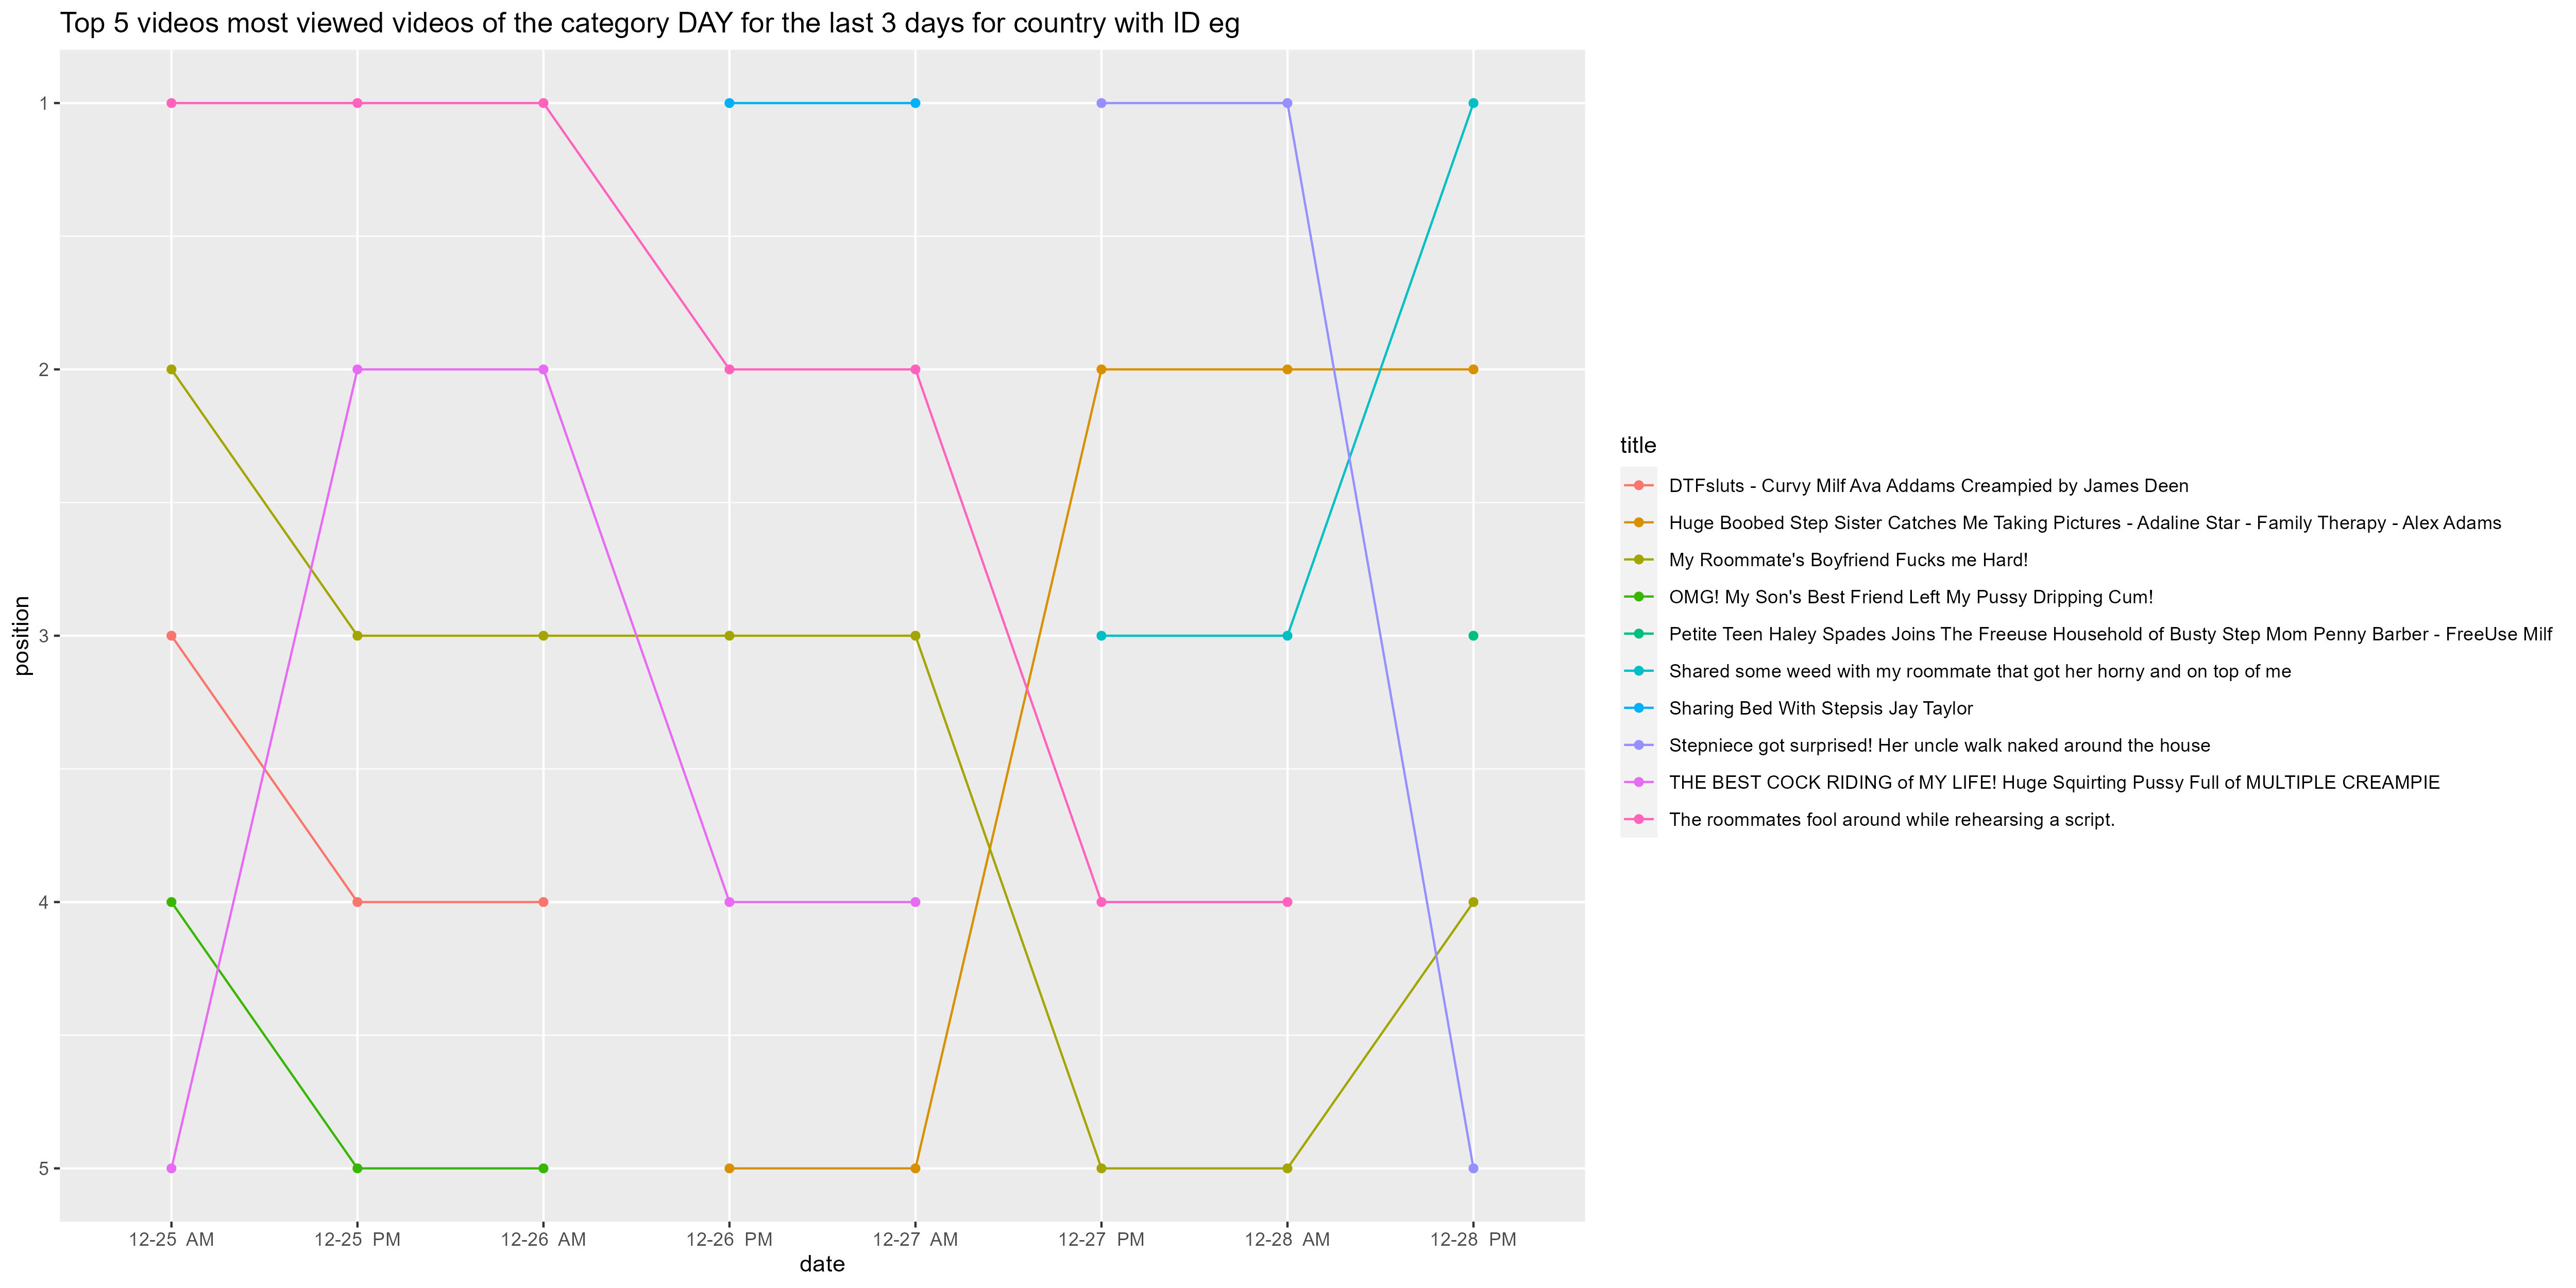 Top 5 videos most viewed videos of the category DAY for the last 3 days for country with ID eg
position
1
2
3
4
5
12-25 AM
12-25 PM
12-26 AM
12-26 PM
12-27 AM
12-27 PM
12-28 AM
12-28 PM
date
title
DTFsluts - Curvy Milf Ava Addams Creampied by James Deen
Huge Boobed Step Sister Catches Me Taking Pictures - Adaline Star - Family Therapy - Alex Adams
My Roommate's Boyfriend Fucks me Hard!
OMG! My Son's Best Friend Left My Pussy Dripping Cum!
Petite Teen Haley Spades Joins The Freeuse Household of Busty Step Mom Penny Barber - FreeUse Milf
Shared some weed with my roommate that got her horny and on top of me
Sharing Bed With Stepsis Jay Taylor
Stepniece got surprised! Her uncle walk naked around the house
THE BEST COCK RIDING of MY LIFE! Huge Squirting Pussy Full of MULTIPLE CREAMPIE
The roommates fool around while rehearsing a script.